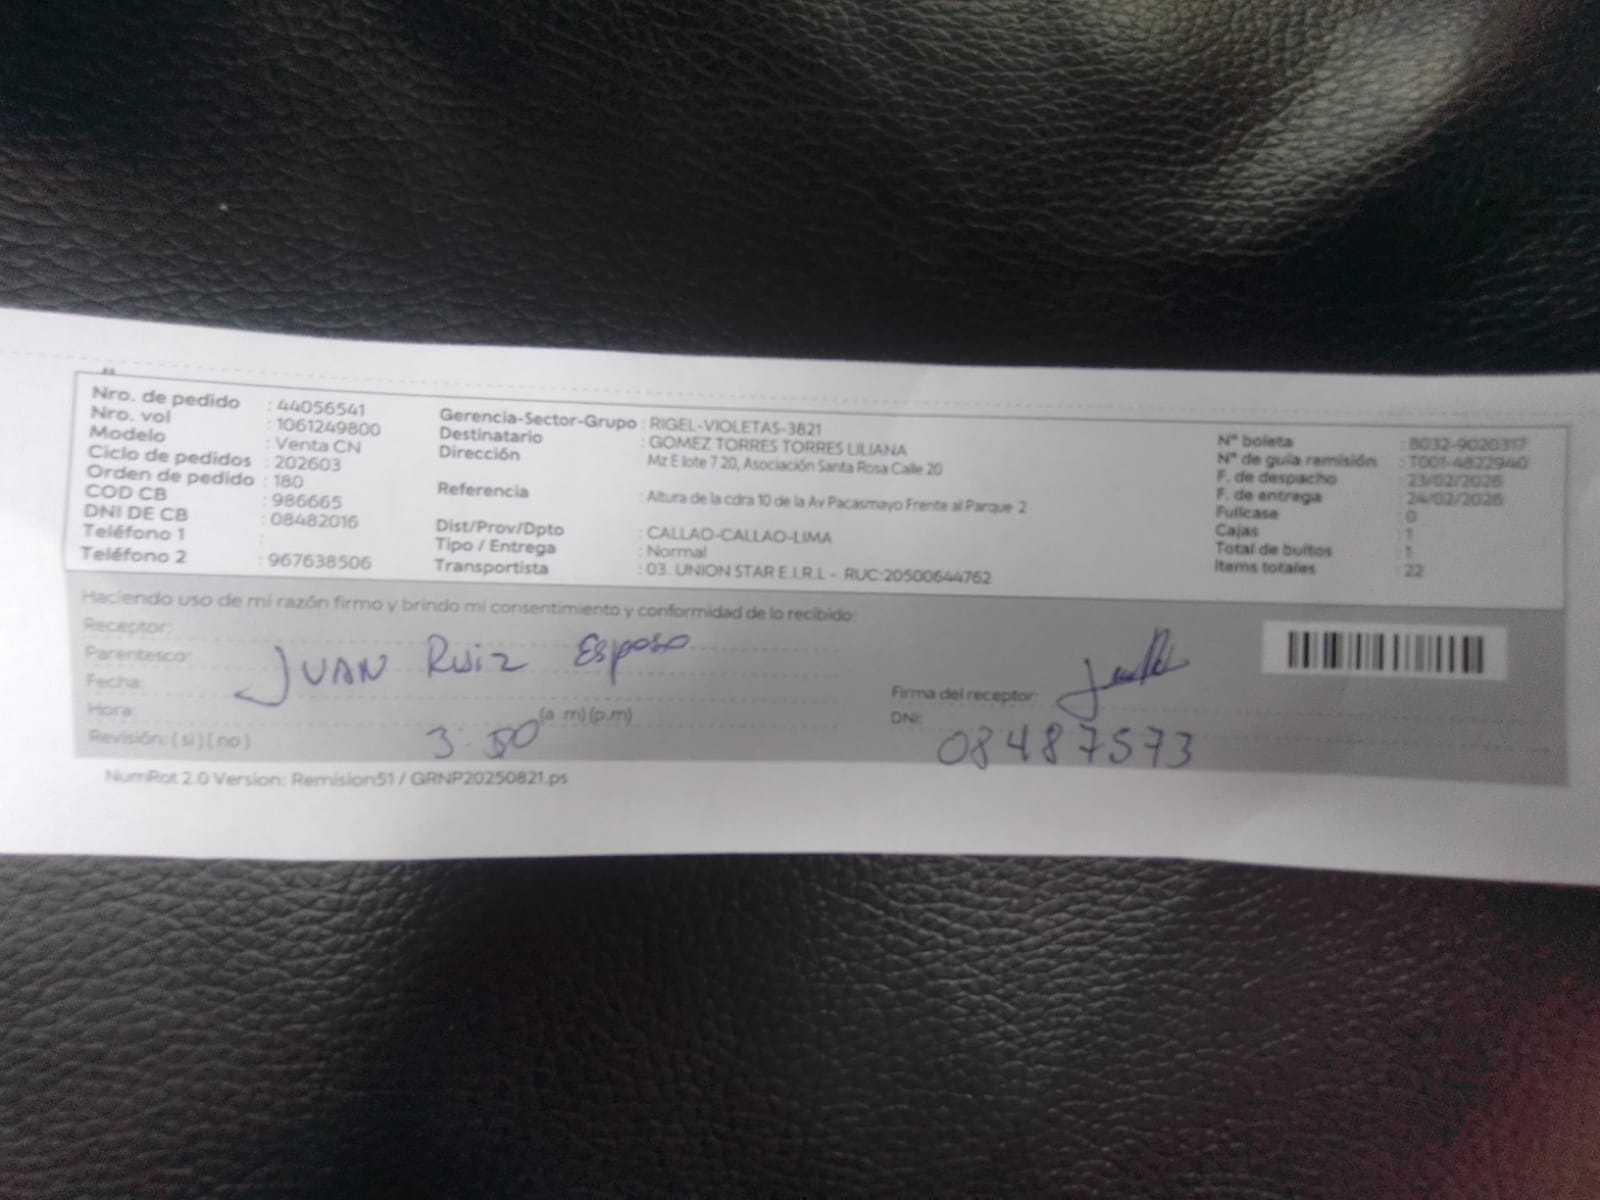 Nro. de pedido : 44056541
Nro. vol : 1061249800
Modelo : Venta CN
Ciclo de pedidos : 202603
Orden de pedido : 180
COD CB : 986665
DNI DE CB : 08482016
Teléfono 1 :
Teléfono 2 : 967638506
Gerencia-Sector-Grupo : RIGEL-VIOLETAS-3821
Destinatario : GOMEZ TORRES TORRES LILIANA
Dirección Mz E lote 7 20, Asociación Santa Rosa Calle 20
Referencia : Altura de la cdra 10 de la Av Pacasmayo Frente al Parque 2
Dist/Prov/Dpto : CALLAO-CALLAO-LIMA
Tipo / Entrega : Normal
Transportista : 03. UNION STAR E.I.R.L - RUC:20500644762
N° boleta : B032-9020317
N° de guía remisión : T001-4822940
F. de despacho : 23/02/2026
F. de entrega : 24/02/2026
Fullcase : 0
Cajas : 1
Total de bultos : 1
Items totales : 22
Haciendo uso de mi razón firmo y brindo mi consentimiento y conformidad de lo recibido:
Receptor:
Parentesco: JUAN Ruiz Esposo
Fecha:
Hora: 3:50 (a m) (p.m)
Revisión: ( si ) ( no )
Firma del receptor:
DNI: 08487573
NumRot 2.0 Version: Remision51 / GRNP20250821.ps